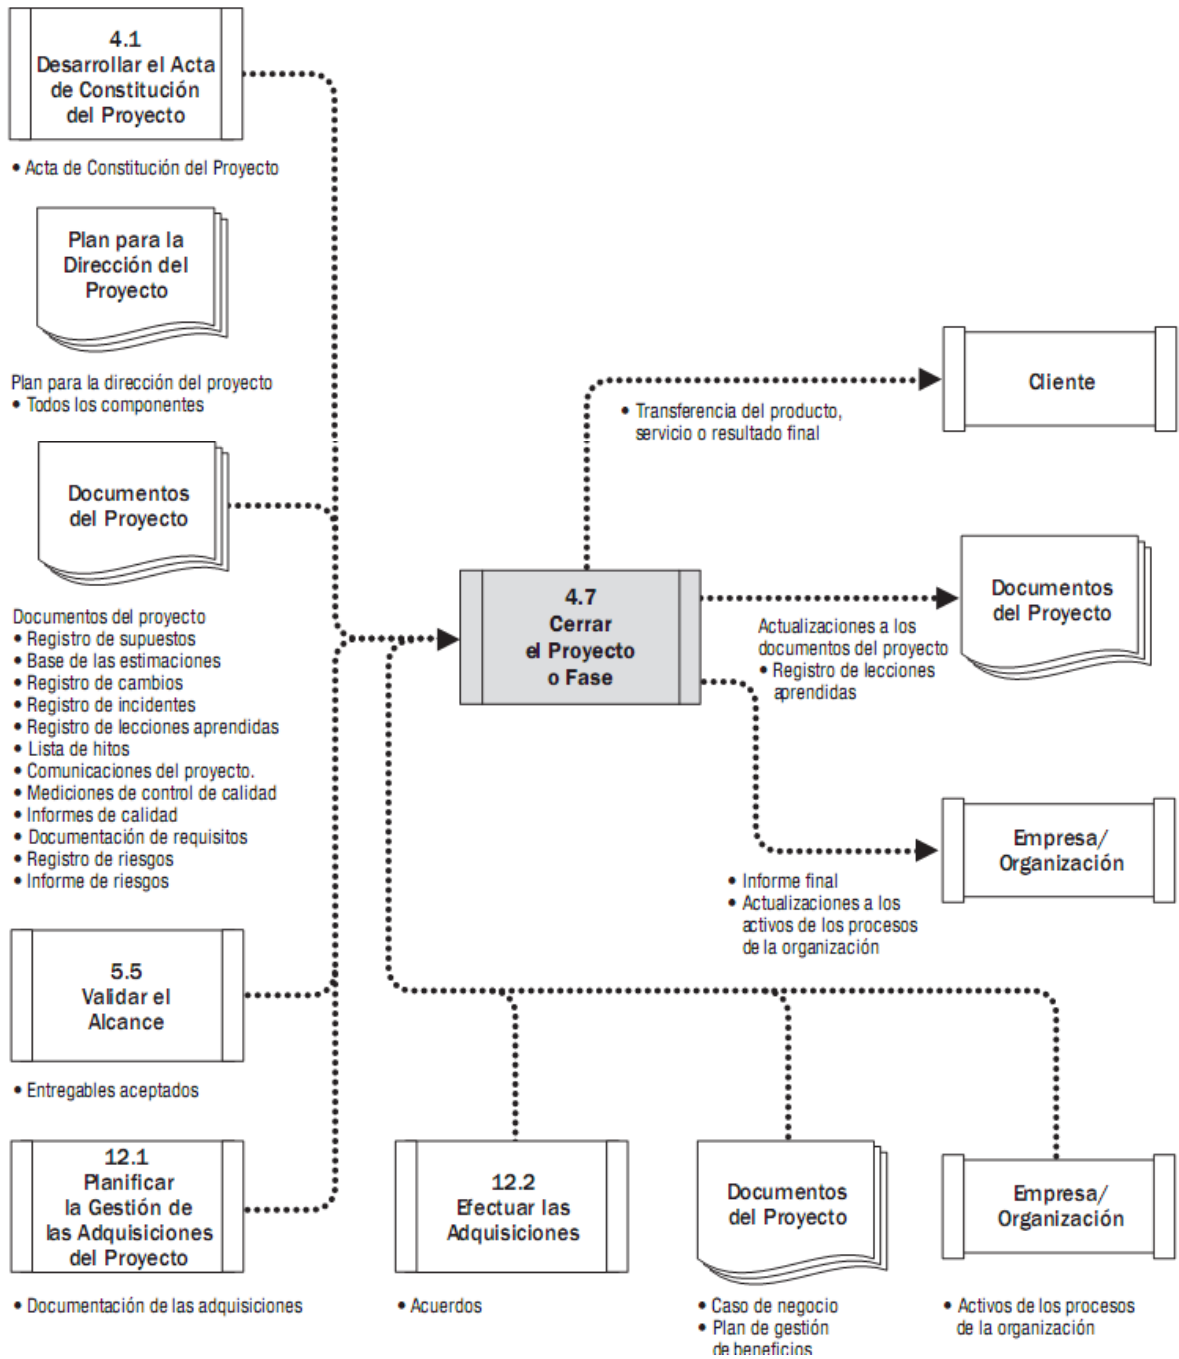 4.1
Desarrollar el Acta
de Constitución
del Proyecto
• Acta de Constitución del Proyecto
Plan para la
Dirección del
Proyecto
Plan para la dirección del proyecto
• Todos los componentes
Documentos
del Proyecto
Documentos del proyecto
• Registro de supuestos
• Base de las estimaciones
• Registro de cambios
• Registro de incidentes
• Registro de lecciones aprendidas
• Lista de hitos
• Comunicaciones del proyecto.
• Mediciones de control de calidad
• Informes de calidad
• Documentación de requisitos
• Registro de riesgos
• Informe de riesgos
5.5
Validar el
Alcance
• Entregables aceptados
12.1
Planificar
la Gestión de
las Adquisiciones
del Proyecto
• Documentación de las adquisiciones
4.7
Cerrar
el Proyecto
o Fase
• Transferencia del producto,
servicio o resultado final
Cliente
Actualizaciones a los
documentos del proyecto
• Registro de lecciones
aprendidas
Documentos
del Proyecto
• Informe final
• Actualizaciones a los
activos de los procesos
de la organización
Empresa/
Organización
12.2
Efectuar las
Adquisiciones
• Acuerdos
Documentos
del Proyecto
• Caso de negocio
• Plan de gestión
de beneficios
Empresa/
Organización
• Activos de los procesos
de la organización